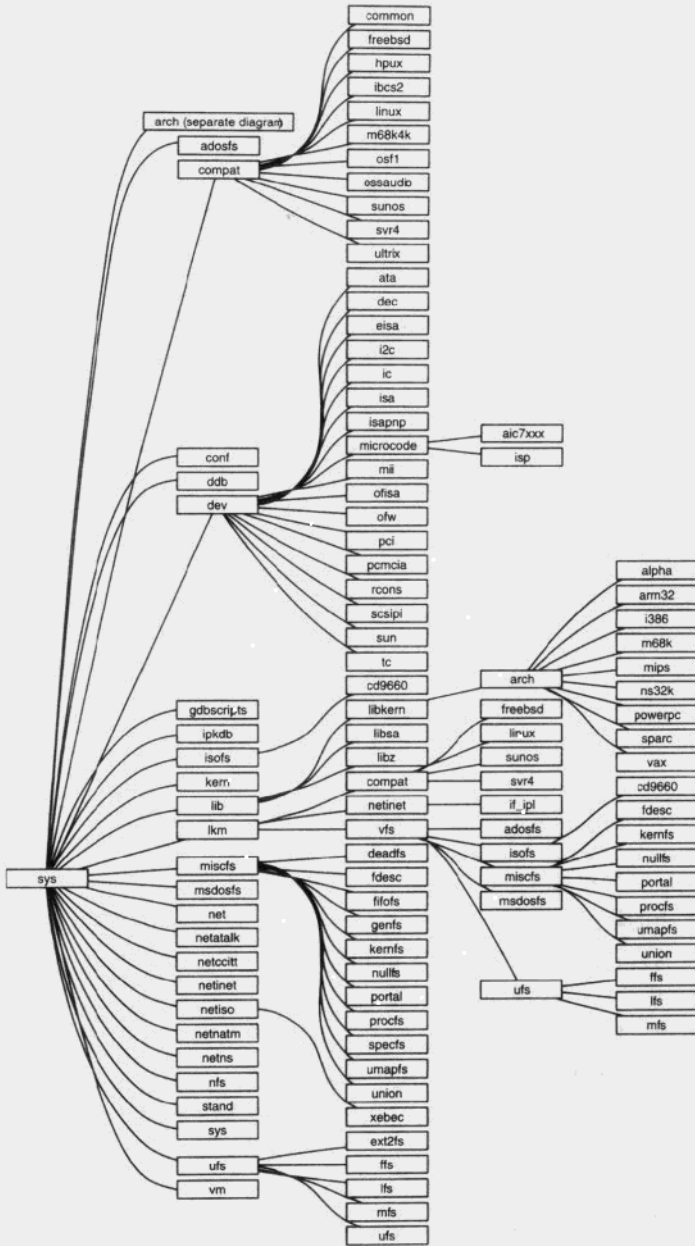 common
freebsd
hpux
ibcs2
linux
m68k4k
osf1
ossaudio
sunos
svr4
ultrix
arch (separate diagram)
adosfs
compat
ata
dec
eisa
i2c
ic
isa
isapnp
microcode
mii
ofisa
ofw
pci
pcmcia
rcons
scsipi
sun
tc
aic7xxx
isp
conf
ddb
dev
cd9660
libkern
libsa
libz
compat
netinet
vfs
gdbscripts
ipkdb
isofs
kern
lib
lkm
arch
freebsd
linux
sunos
svr4
if_ipl
adosfs
isofs
miscfs
msdosfs
ufs
alpha
arm32
i386
m68k
mips
ns32k
powerpc
sparc
vax
cd9660
fdesc
kernfs
nullfs
portal
procfs
umapfs
union
ffs
lfs
mfs
sys
miscfs
msdosfs
net
netatalk
netccitt
netinet
netiso
netnatm
netns
nfs
stand
sys
ufs
vm
deadfs
fdesc
fifofs
genfs
kernfs
nullfs
portal
procfs
specfs
umapfs
union
xebec
ext2fs
ffs
lfs
mfs
ufs